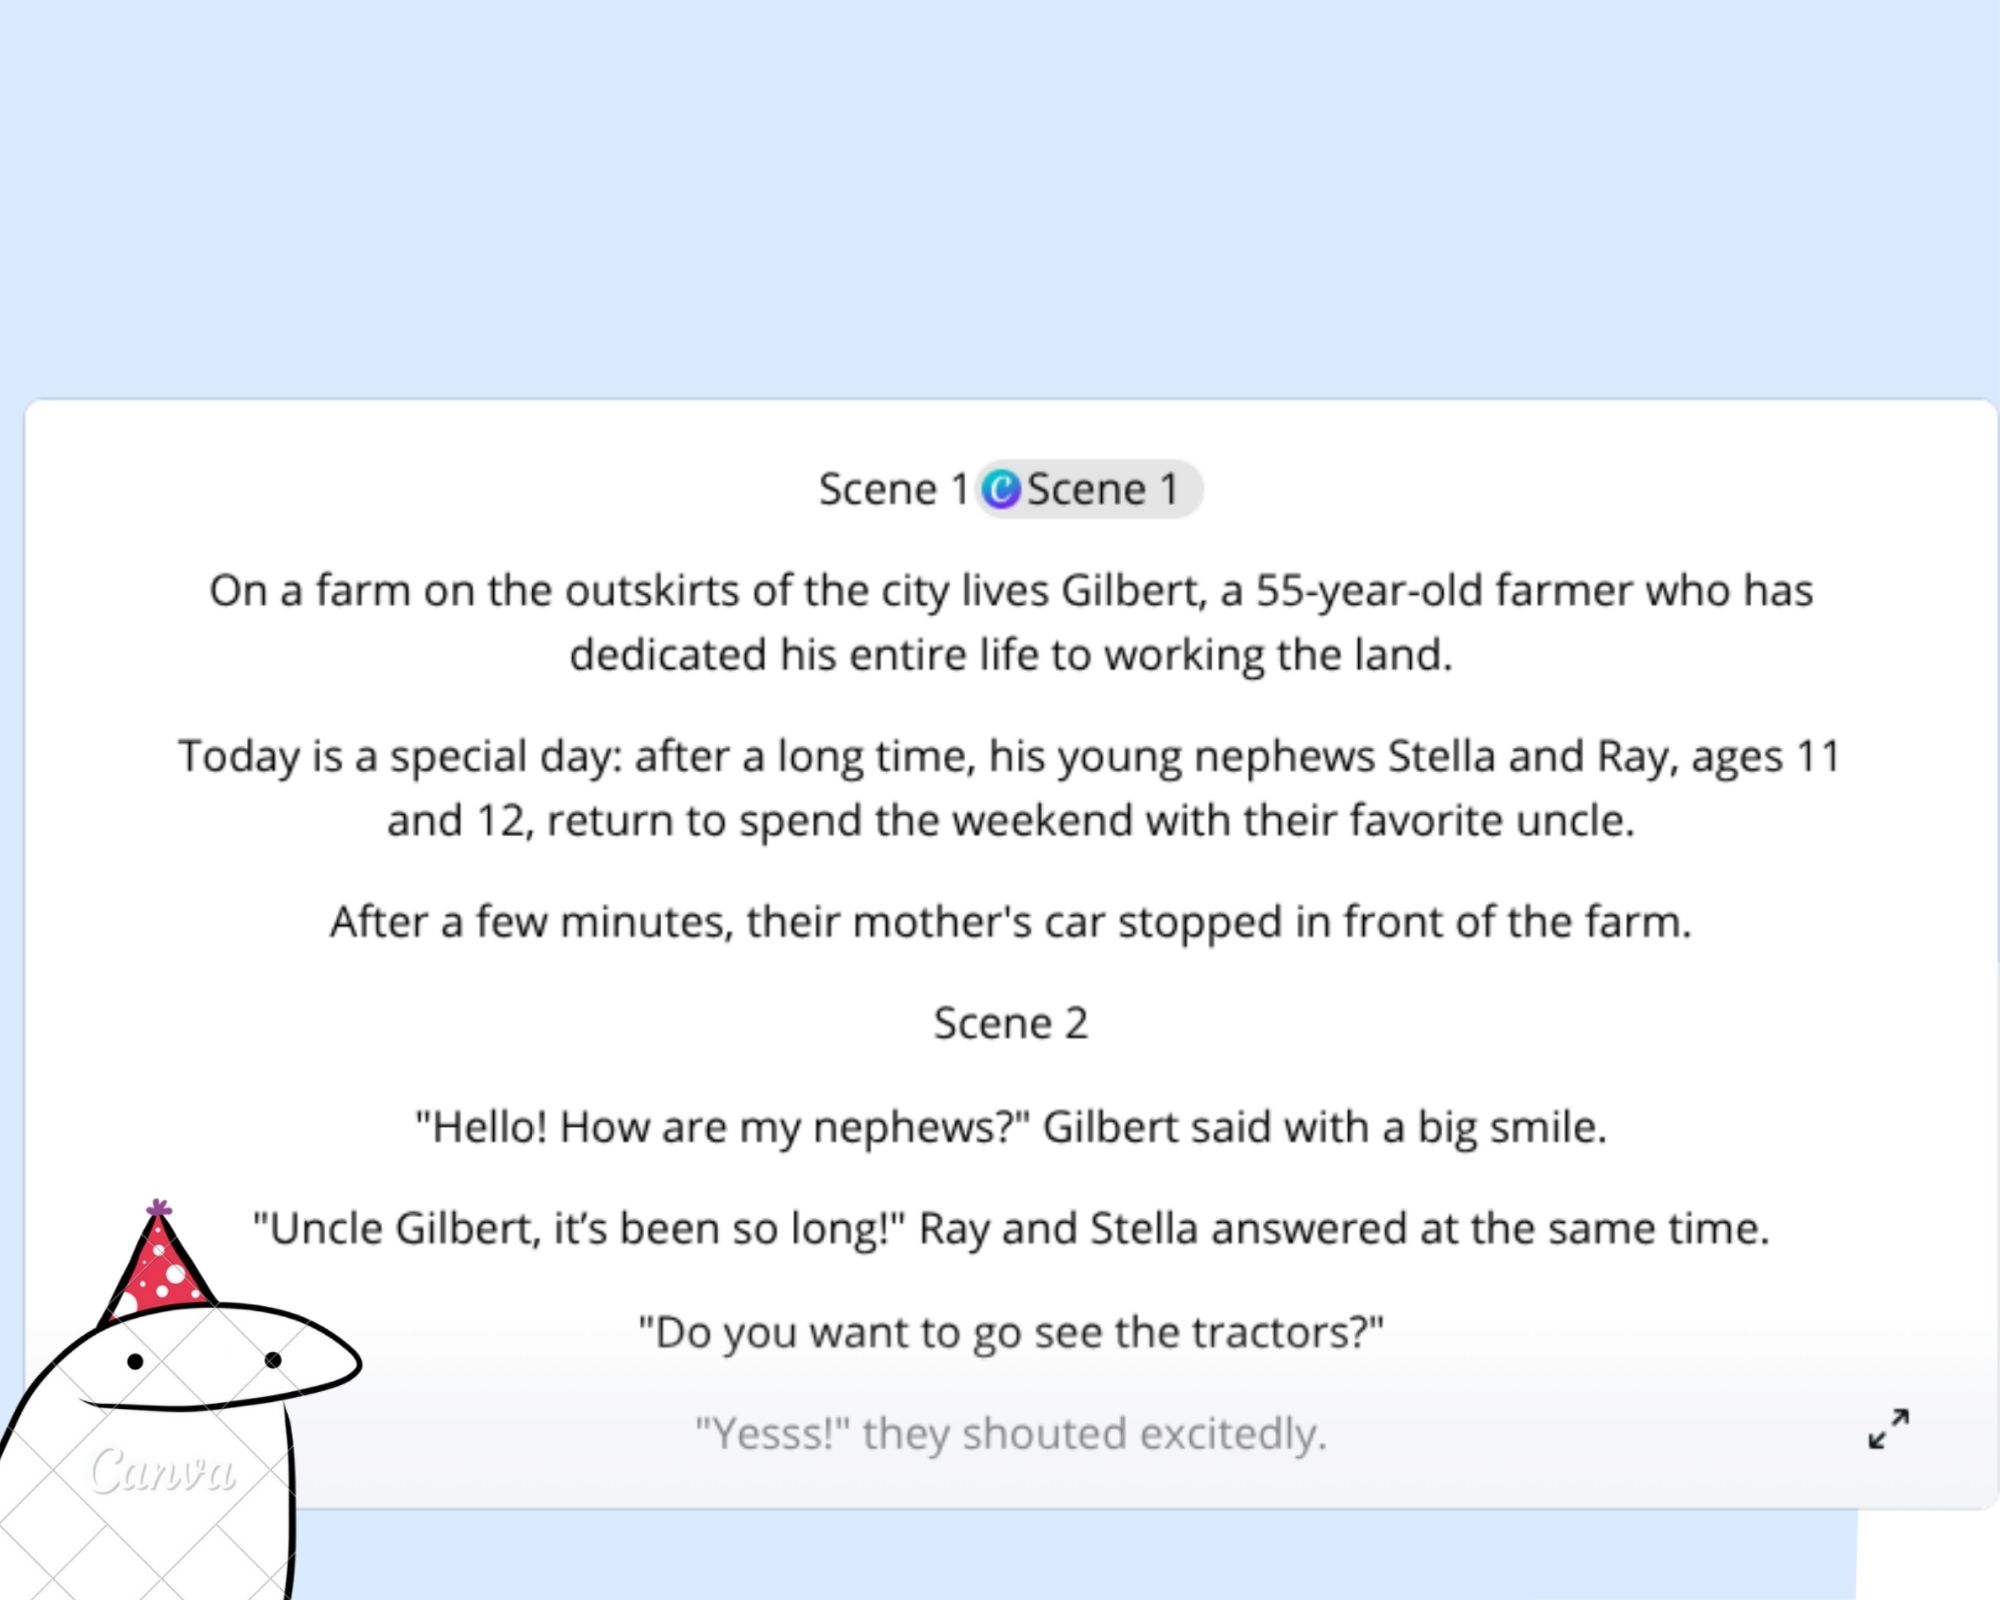 Scene 1 Scene 1
On a farm on the outskirts of the city lives Gilbert, a 55-year-old farmer who has
dedicated his entire life to working the land.
Today is a special day: after a long time, his young nephews Stella and Ray, ages 11
and 12, return to spend the weekend with their favorite uncle.
After a few minutes, their mother's car stopped in front of the farm.
Scene 2
"Hello! How are my nephews?" Gilbert said with a big smile.
"Uncle Gilbert, it’s been so long!" Ray and Stella answered at the same time.
"Do you want to go see the tractors?"
"Yesss!" they shouted excitedly.
Canva